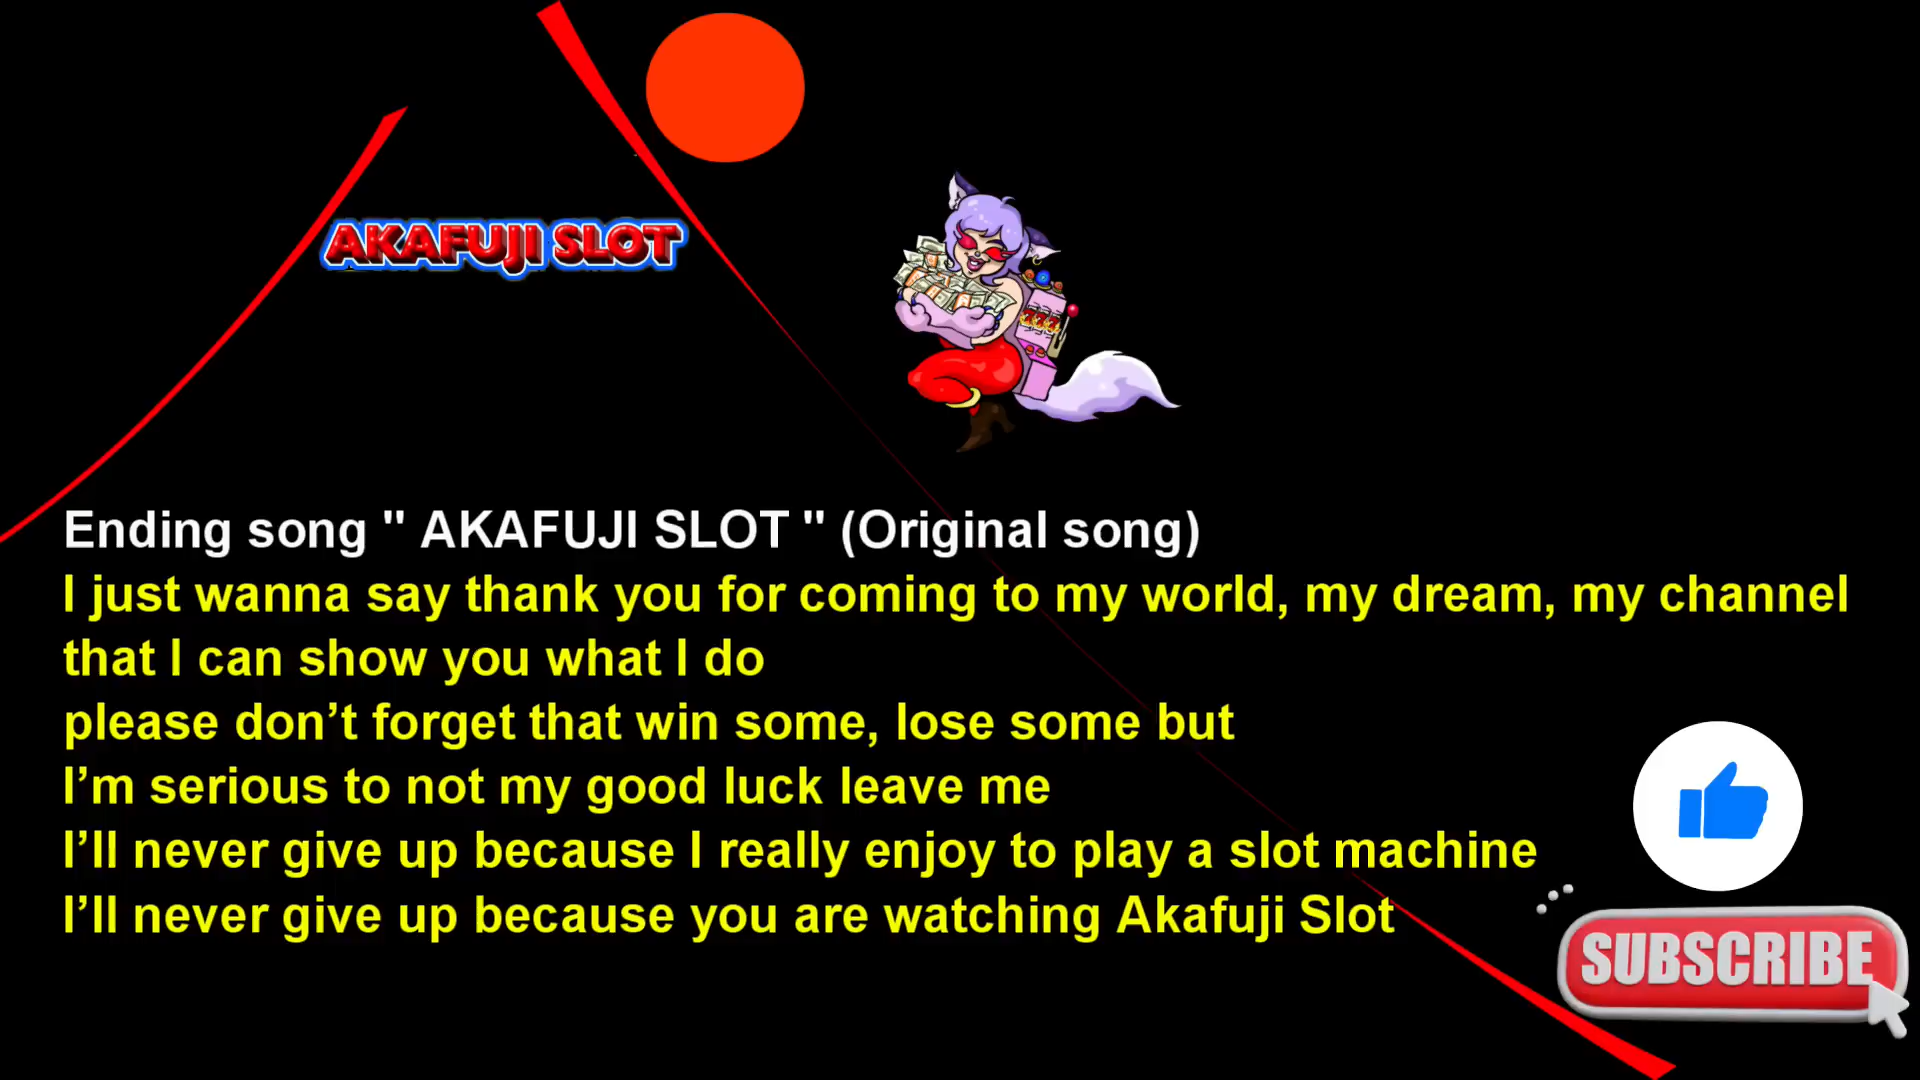 AKAFUJI SLOT
777
Ending song " AKAFUJI SLOT " (Original song)
I just wanna say thank you for coming to my world, my dream, my channel
that I can show you what I do
please don’t forget that win some, lose some but
I’m serious to not my good luck leave me
I’ll never give up because I really enjoy to play a slot machine
I’ll never give up because you are watching Akafuji Slot
SUBSCRIBE